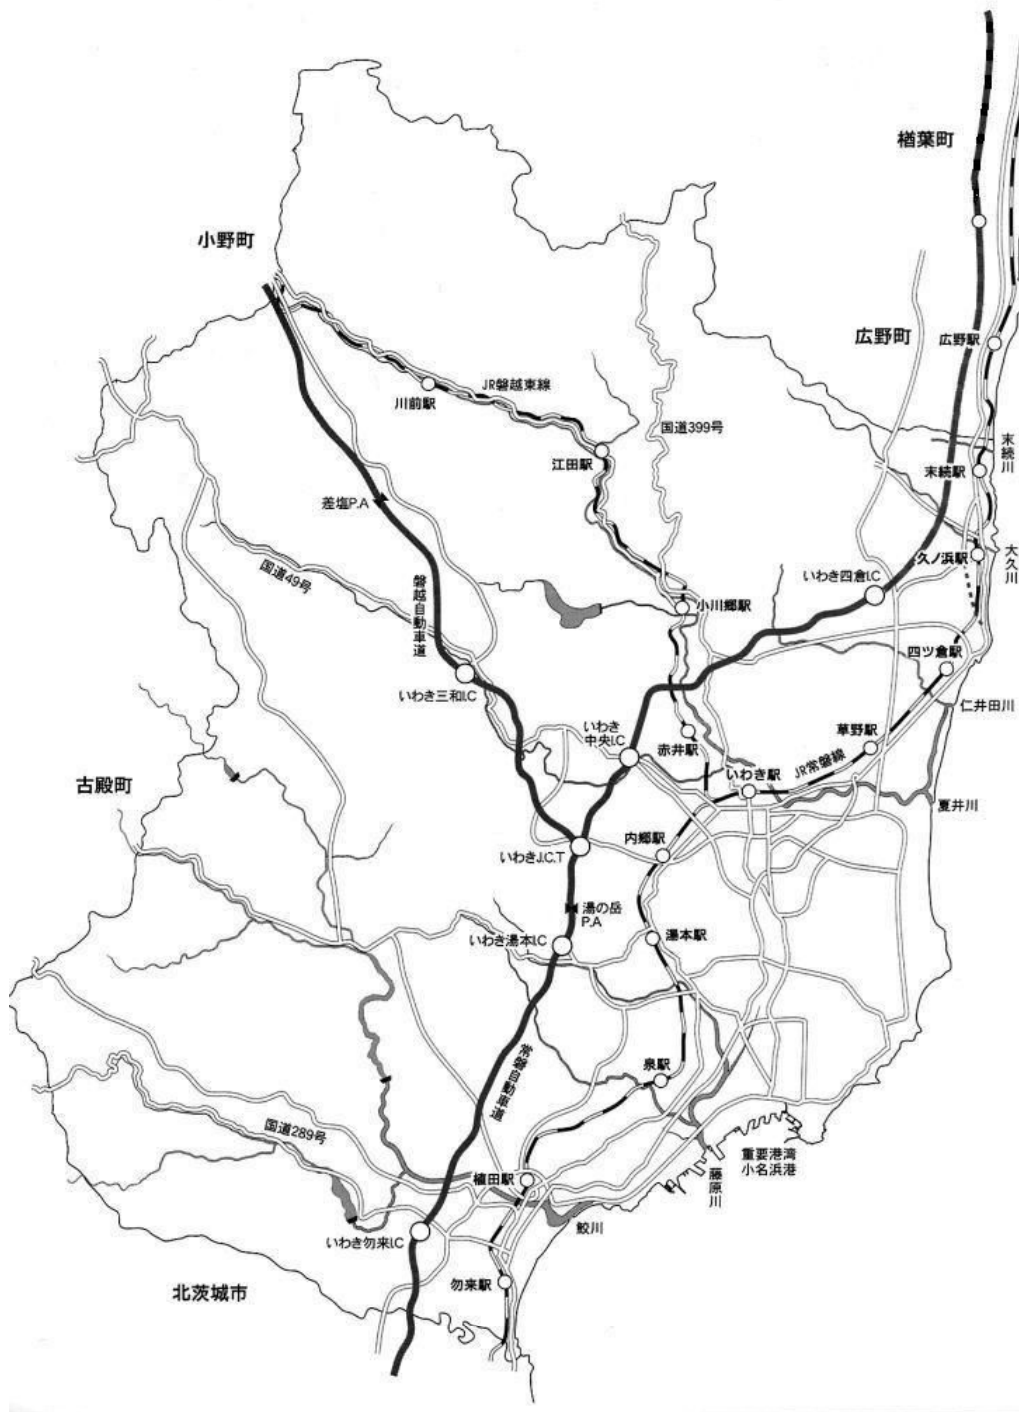 楢葉町
小野町
広野町
広野駅
JR磐越東線
川前駅
国道399号
末続川
江田駅
末続駅
差塩P.A
大久川
久ノ浜駅
国道49号
いわき四倉I.C
磐越自動車道
小川郷駅
四ツ倉駅
いわき三和I.C
仁井田川
いわき
中央I.C
赤井駅
草野駅
JR常磐線
いわき駅
古殿町
夏井川
内郷駅
いわきJ.C.T
湯の岳
P.A
湯本駅
いわき湯本I.C
常磐自動車道
泉駅
国道289号
重要港湾
小名浜港
藤原川
植田駅
鮫川
いわき勿来I.C
勿来駅
北茨城市